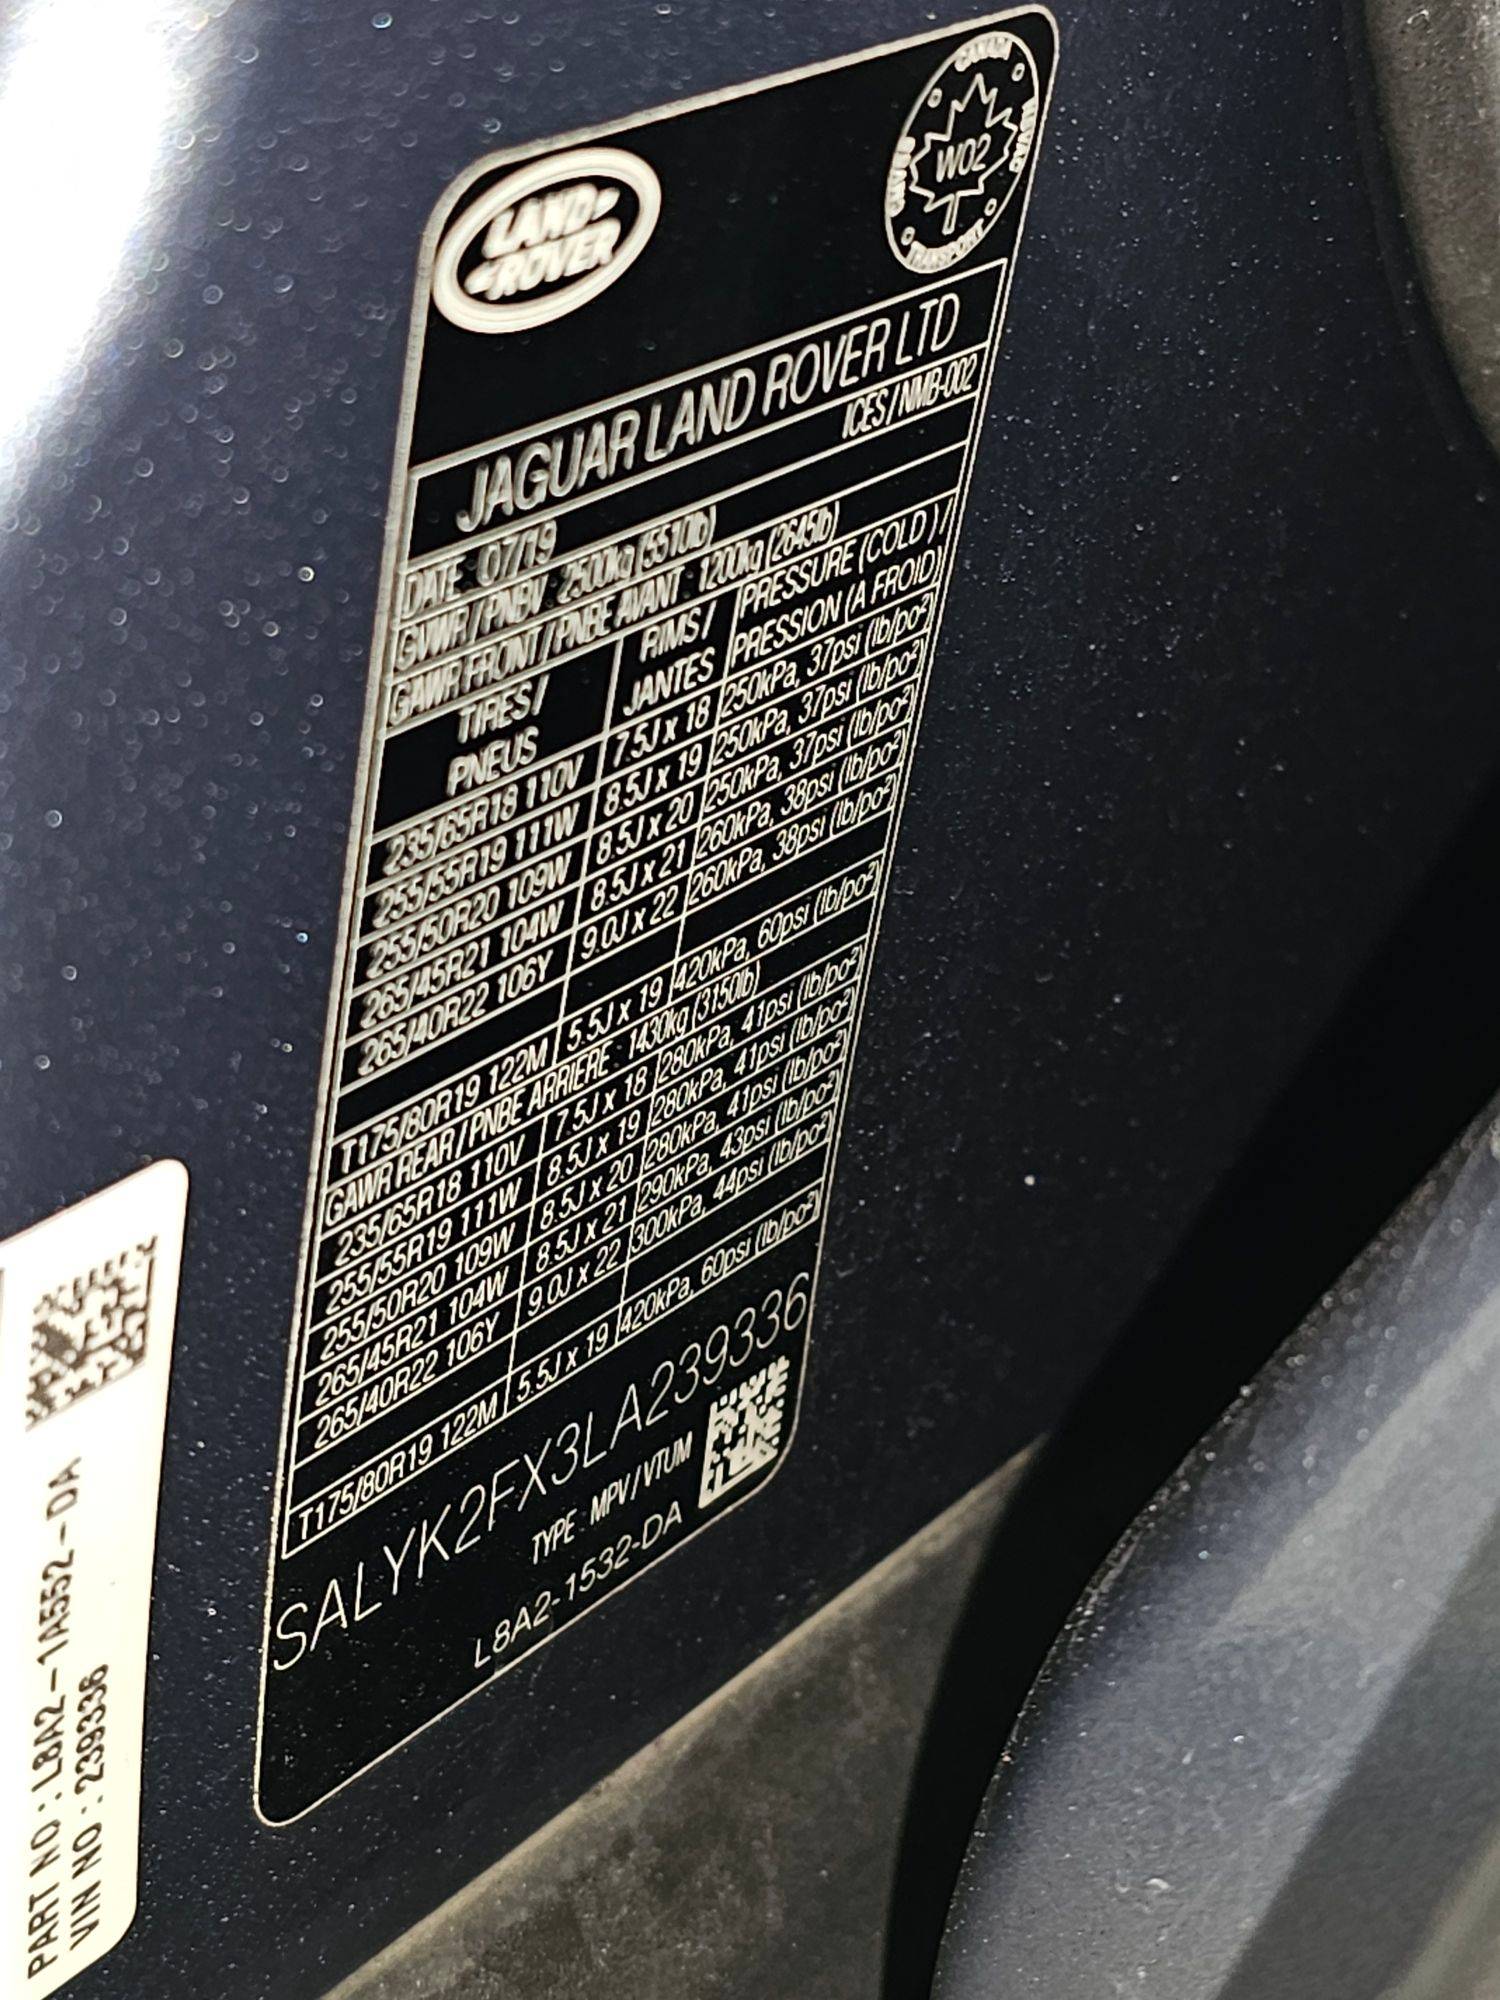 LAND-
-ROVER
CANADA
CMVSS W02 NSVAC
TRANSPORT
JAGUAR LAND ROVER LTD
ICES / NMB-002
DATE : 07/19
GVWR / PNBV : 2500kg (5510lb)
GAWR FRONT / PNBE AVANT : 1200kg (2645lb)
TIRES / PNEUS RIMS / JANTES PRESSURE (COLD ) / PRESSION (A FROID)
235/65R18 110V 7.5J x 18 250kPa, 37psi (lb/po²)
255/55R19 111W 8.5J x 19 250kPa, 37psi (lb/po²)
255/50R20 109W 8.5J x 20 250kPa, 37psi (lb/po²)
265/45R21 104W 8.5J x 21 260kPa, 38psi (lb/po²)
265/40R22 106Y 9.0J x 22 260kPa, 38psi (lb/po²)
T175/80R19 122M 5.5J x 19 420kPa, 60psi (lb/po²)
GAWR REAR / PNBE ARRIERE : 1430kg (3150lb)
235/65R18 110V 7.5J x 18 280kPa, 41psi (lb/po²)
255/55R19 111W 8.5J x 19 280kPa, 41psi (lb/po²)
255/50R20 109W 8.5J x 20 280kPa, 41psi (lb/po²)
265/45R21 104W 8.5J x 21 290kPa, 43psi (lb/po²)
265/40R22 106Y 9.0J x 22 300kPa, 44psi (lb/po²)
T175/80R19 122M 5.5J x 19 420kPa, 60psi (lb/po²)
SALYK2FX3LA239336
TYPE : MPV / VTUM
L8A2-1532-DA
PART NO : L8A2-1A552-DA
VIN NO : 239336